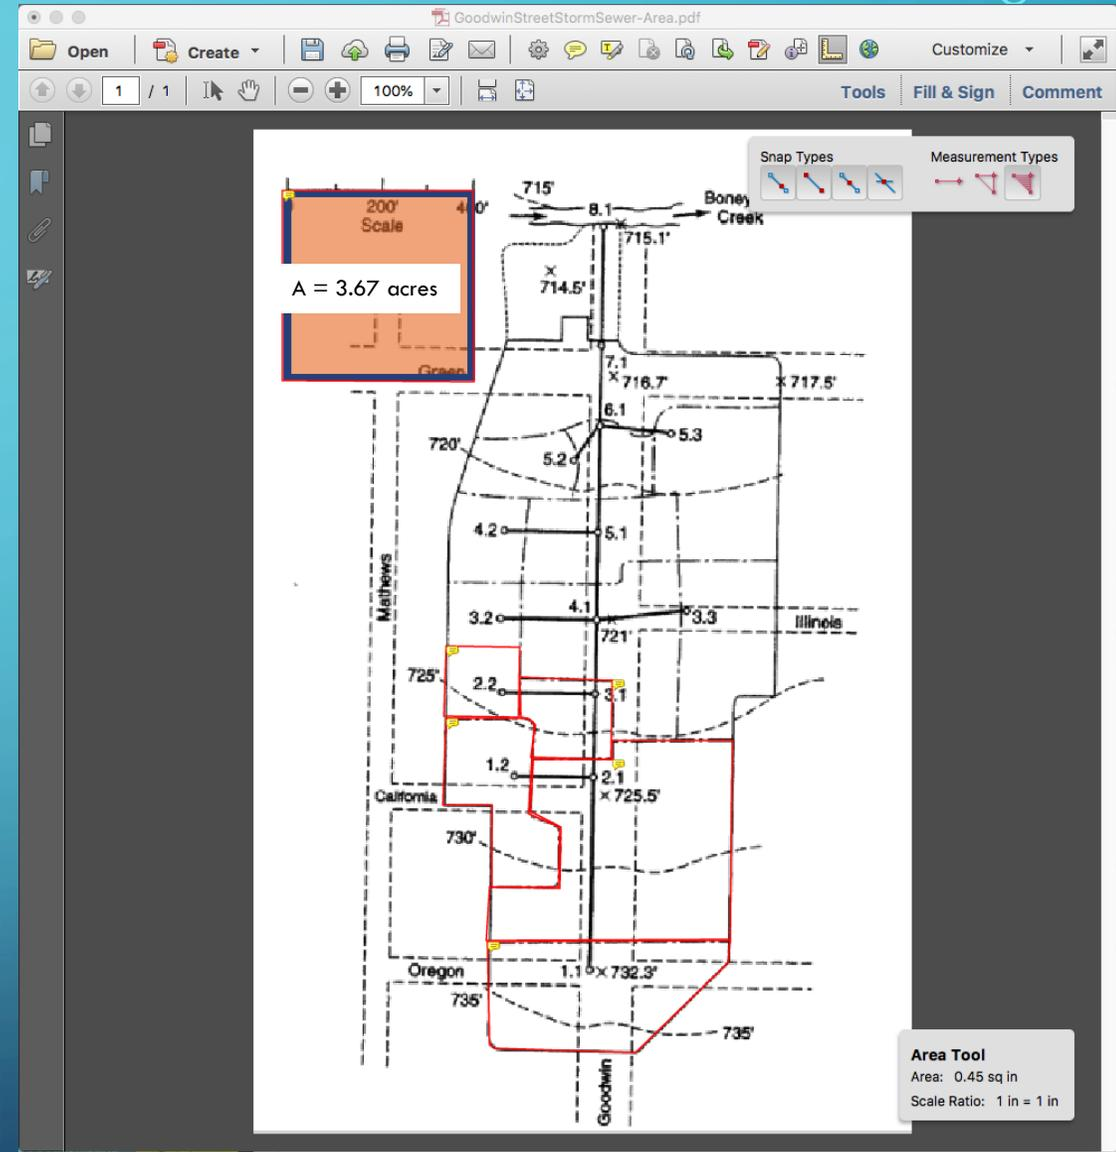 GoodwinStreetStormSewer-Area.pdf
Open
Create
Customize
1 / 1
100%
Tools
Fill & Sign
Comment
Snap Types
Measurement Types
200'
400'
Scale
A = 3.67 acres
715'
8.1
Boney
Creek
715.1'
714.5'
Green
7.1
716.7'
717.5'
6.1
5.3
720'
5.2
4.2
5.1
Mathews
4.1
3.2
3.3
721'
Illinois
725'
2.2
3.1
1.2
2.1
725.5'
California
730'
Oregon
1.1
732.3'
735'
735'
Goodwin
Area Tool
Area: 0.45 sq in
Scale Ratio: 1 in = 1 in